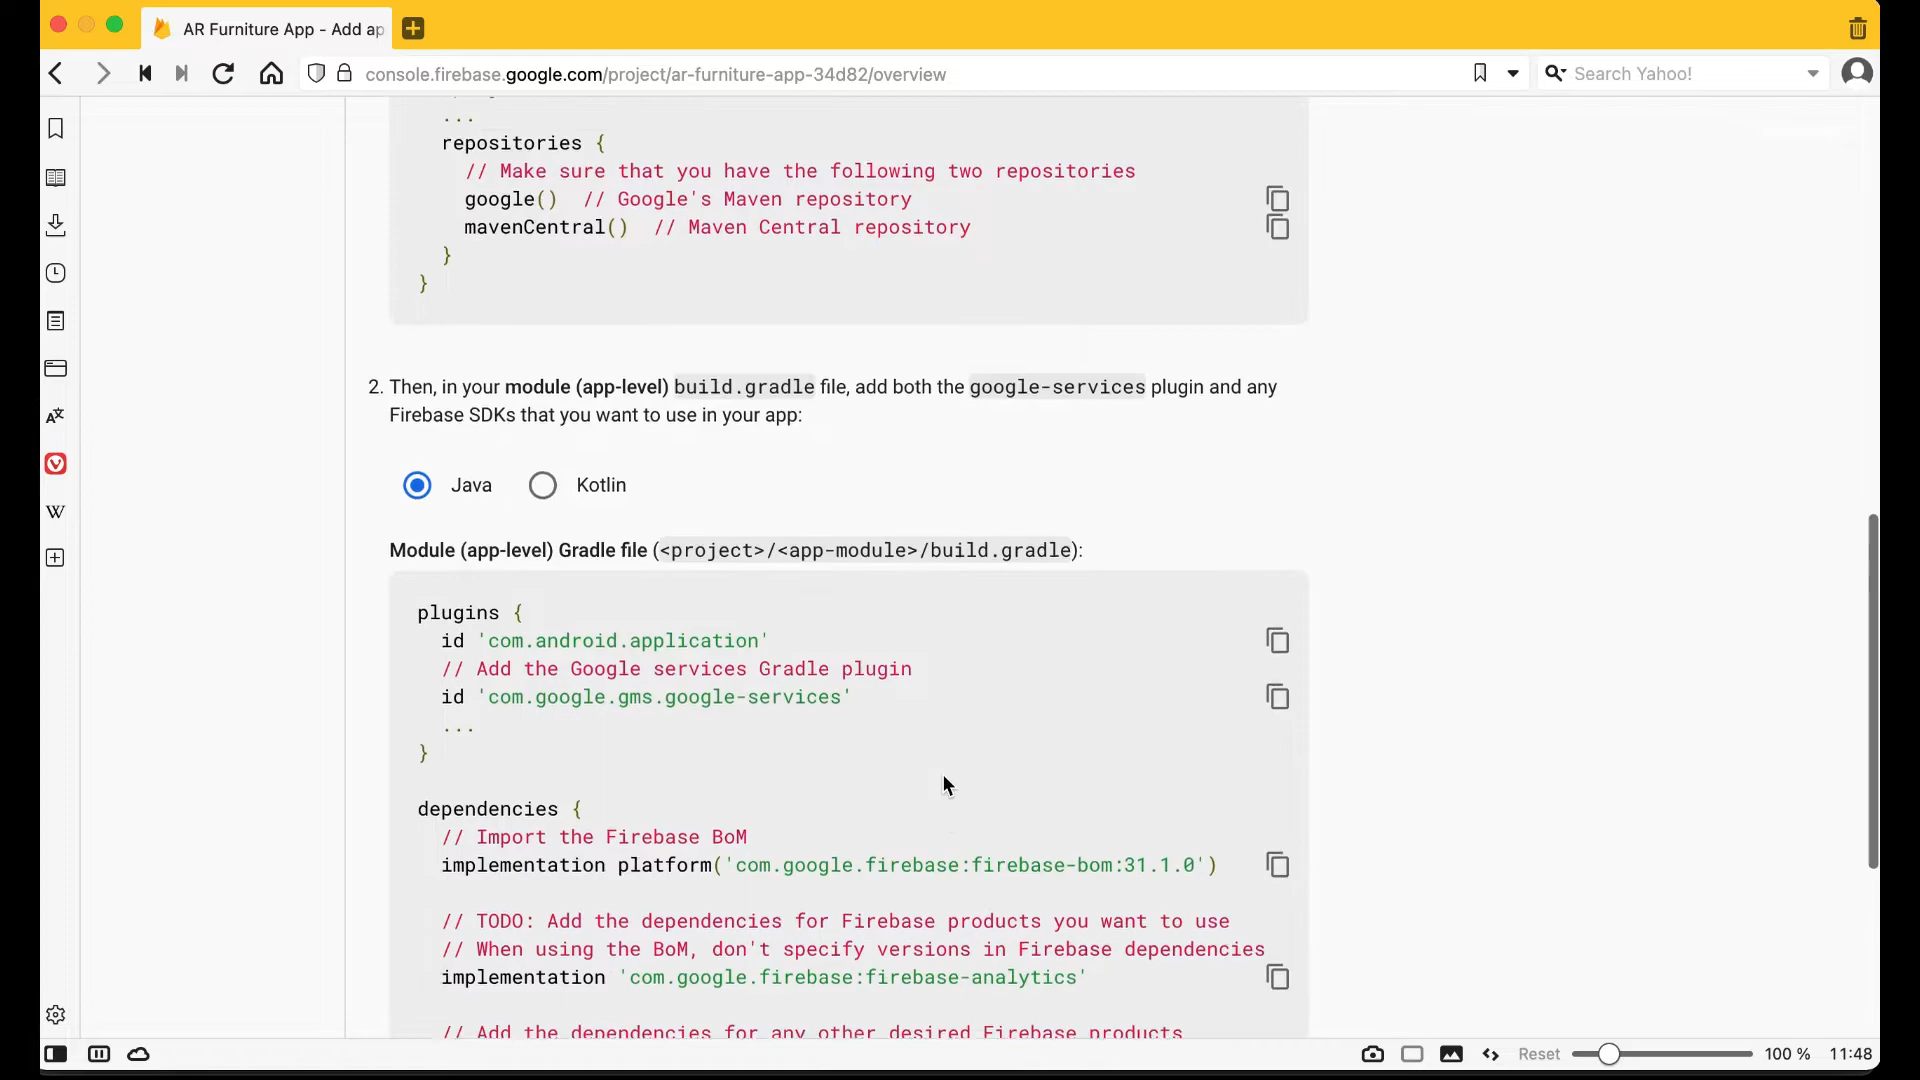 AR Furniture App - Add ap
console.firebase.google.com/project/ar-furniture-app-34d82/overview
Search Yahoo!
...
repositories {
// Make sure that you have the following two repositories
google() // Google's Maven repository
mavenCentral() // Maven Central repository
}
}
2. Then, in your module (app-level) build.gradle file, add both the google-services plugin and any
Firebase SDKs that you want to use in your app:
Java Kotlin
Module (app-level) Gradle file (<project>/<app-module>/build.gradle):
plugins {
id 'com.android.application'
// Add the Google services Gradle plugin
id 'com.google.gms.google-services'
...
}
dependencies {
// Import the Firebase BoM
implementation platform('com.google.firebase:firebase-bom:31.1.0')
// TODO: Add the dependencies for Firebase products you want to use
// When using the BoM, don't specify versions in Firebase dependencies
implementation 'com.google.firebase:firebase-analytics'
// Add the dependencies for any other desired Firebase products
Reset 100 % 11:48